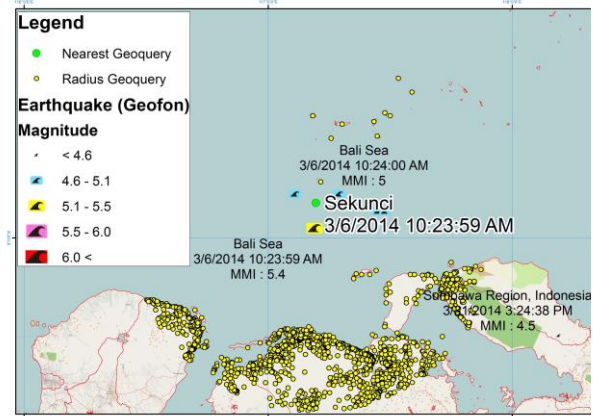 Legend
Nearest Geoquery
Radius Geoquery
Earthquake (Geofon)
Magnitude
< 4.6
4.6 - 5.1
5.1 - 5.5
5.5 - 6.0
6.0 <
Bali Sea
3/6/2014 10:24:00 AM
MMI : 5
Sekunci
3/6/2014 10:23:59 AM
Bali Sea
3/6/2014 10:23:59 AM
MMI : 5.4
Sumbawa Region, Indonesia
3/31/2014 3:24:38 PM
MMI : 4.5